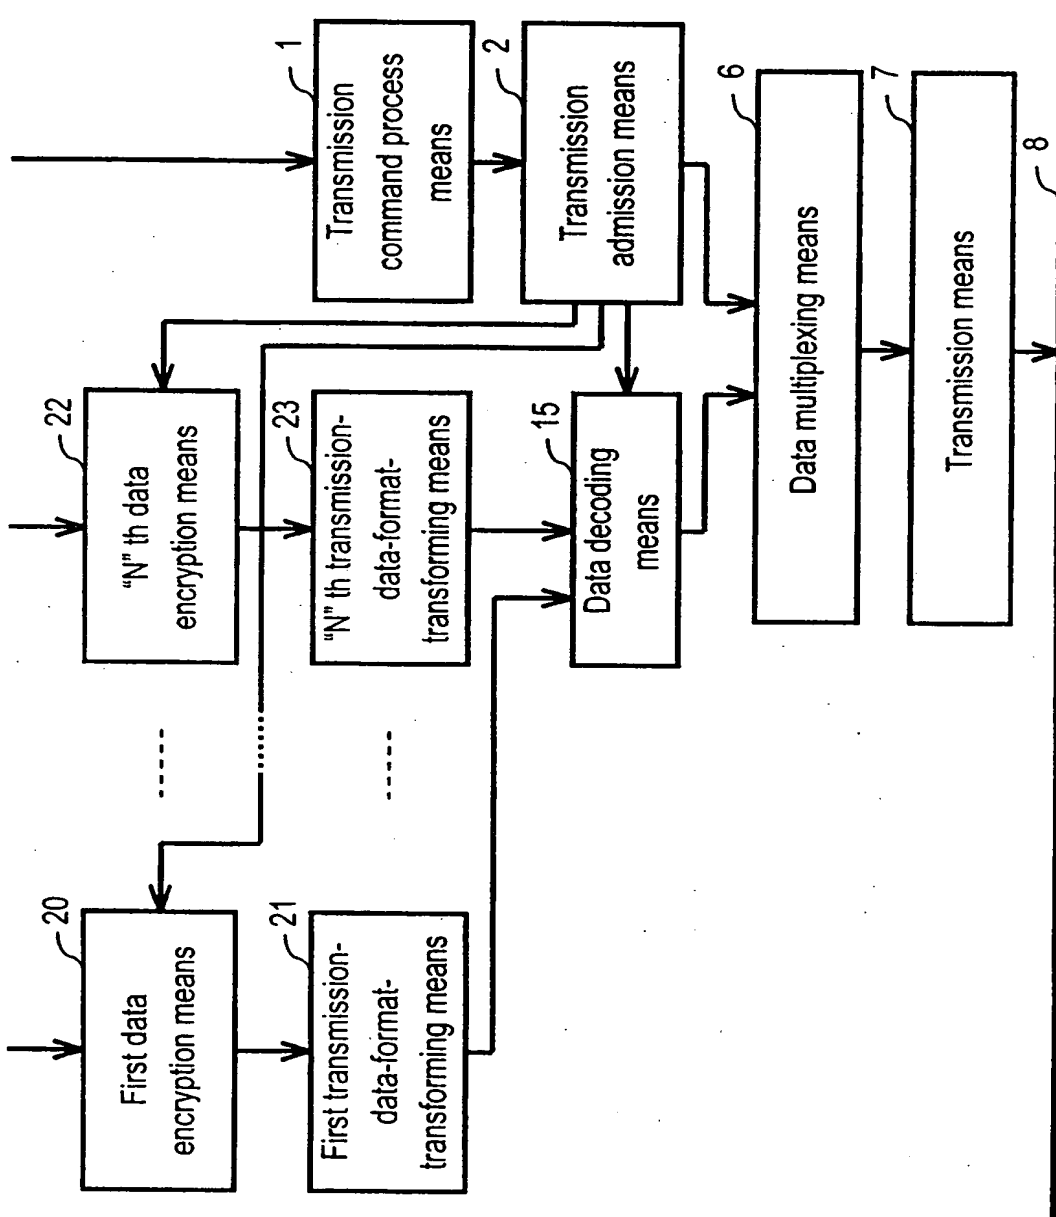 First data
encryption means
20
First transmission-
data-format-
transforming means
21
"N" th data
encryption means
22
"N" th transmission-
data-format-
transforming means
23
Data decoding
means
15
Transmission
command process
means
1
Transmission
admission means
2
Data multiplexing means
6
Transmission means
7
8